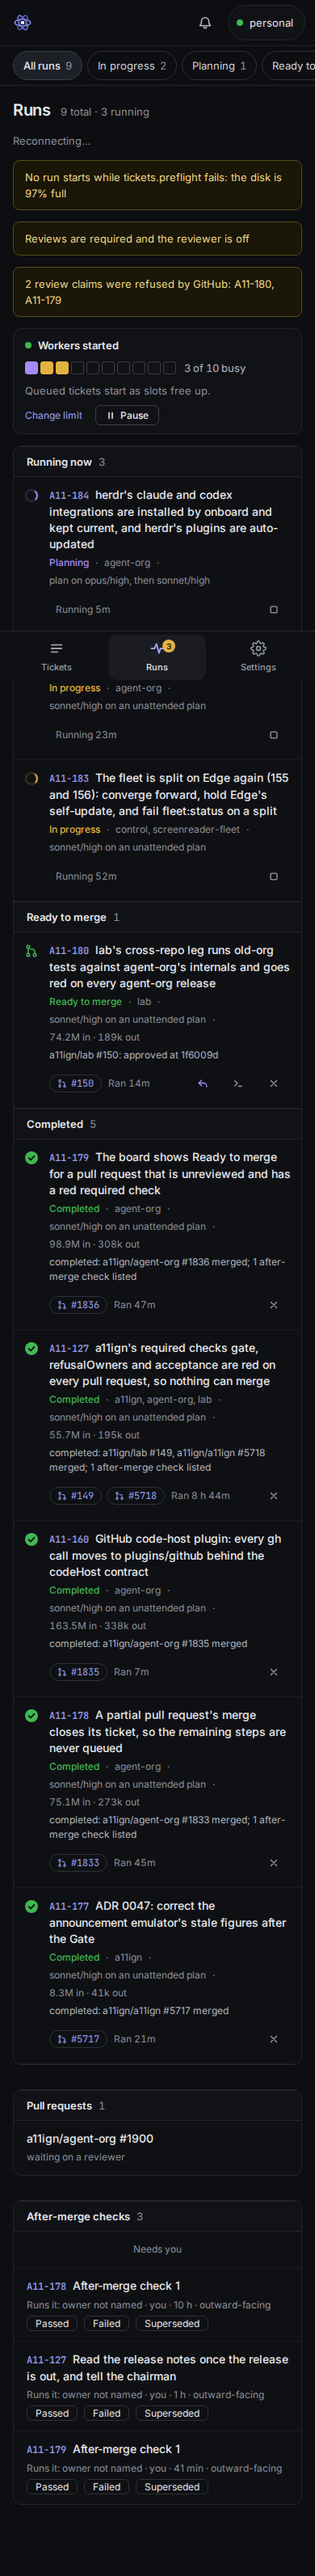 personal
All runs 9
In progress 2
Planning 1
Ready to
Runs 9 total · 3 running
Reconnecting...
No run starts while tickets.preflight fails: the disk is
97% full
Reviews are required and the reviewer is off
2 review claims were refused by GitHub: A11-180,
A11-179
Workers started
3 of 10 busy
Queued tickets start as slots free up.
Change limit
Pause
Running now 3
A11-184 herdr's claude and codex
integrations are installed by onboard and
kept current, and herdr's plugins are auto-
updated
Planning · agent-org ·
plan on opus/high, then sonnet/high
Running 5m
3
Tickets
Runs
Settings
In progress · agent-org ·
sonnet/high on unattended plan
Running 23m
A11-183 The fleet is split on Edge again (155
and 156): converge forward, hold Edge's
self-update, and fail fleet:status on a split
In progress · control, screenreader-fleet ·
sonnet/high on unattended plan
Running 52m
Ready to merge 1
A11-180 lab's cross-repo leg runs old-org
tests against agent-org's internals and goes
red on every agent-org release
Ready to merge · lab ·
sonnet/high on an unattended plan ·
74.2M in · 189k out
a11ign/lab #150: approved at 1f6009d
#150
Ran 14m
Completed 5
A11-179 The board shows Ready to merge
for a pull request that is unreviewed and has
a red required check
Completed · agent-org ·
sonnet/high on an unattended plan ·
98.9M in · 308k out
completed: a11ign/agent-org #1836 merged; 1 after-
merge check listed
#1836
Ran 47m
A11-127 a11ign's required checks gate,
refusalOwners and acceptance are red on
every pull request, so nothing can merge
Completed · a11ign, agent-org, lab ·
sonnet/high on an unattended plan ·
55.7M in · 195k out
completed: a11ign/lab #149, a11ign/a11ign #5718
merged; 1 after-merge check listed
#149
#5718
Ran 8 h 44m
A11-160 GitHub code-host plugin: every gh
call moves to plugins/github behind the
codeHost contract
Completed · agent-org ·
sonnet/high on an unattended plan ·
163.5M in · 338k out
completed: a11ign/agent-org #1835 merged
#1835
Ran 7m
A11-178 A partial pull request's merge
closes its ticket, so the remaining steps are
never queued
Completed · agent-org ·
sonnet/high on an unattended plan ·
75.1M in · 273k out
completed: a11ign/agent-org #1833 merged; 1 after-
merge check listed
#1833
Ran 45m
A11-177 ADR 0047: correct the
announcement emulator's stale figures after
the Gate
Completed · a11ign ·
sonnet/high on an unattended plan ·
8.3M in · 41k out
completed: a11ign/a11ign #5717 merged
#5717
Ran 21m
Pull requests 1
a11ign/agent-org #1900
waiting on a reviewer
After-merge checks 3
Needs you
A11-178 After-merge check 1
Runs it: owner not named · you · 10 h · outward-facing
Passed
Failed
Superseded
A11-127 Read the release notes once the release
is out, and tell the chairman
Runs it: owner not named · you · 1 h · outward-facing
Passed
Failed
Superseded
A11-179 After-merge check 1
Runs it: owner not named · you · 41 min · outward-facing
Passed
Failed
Superseded